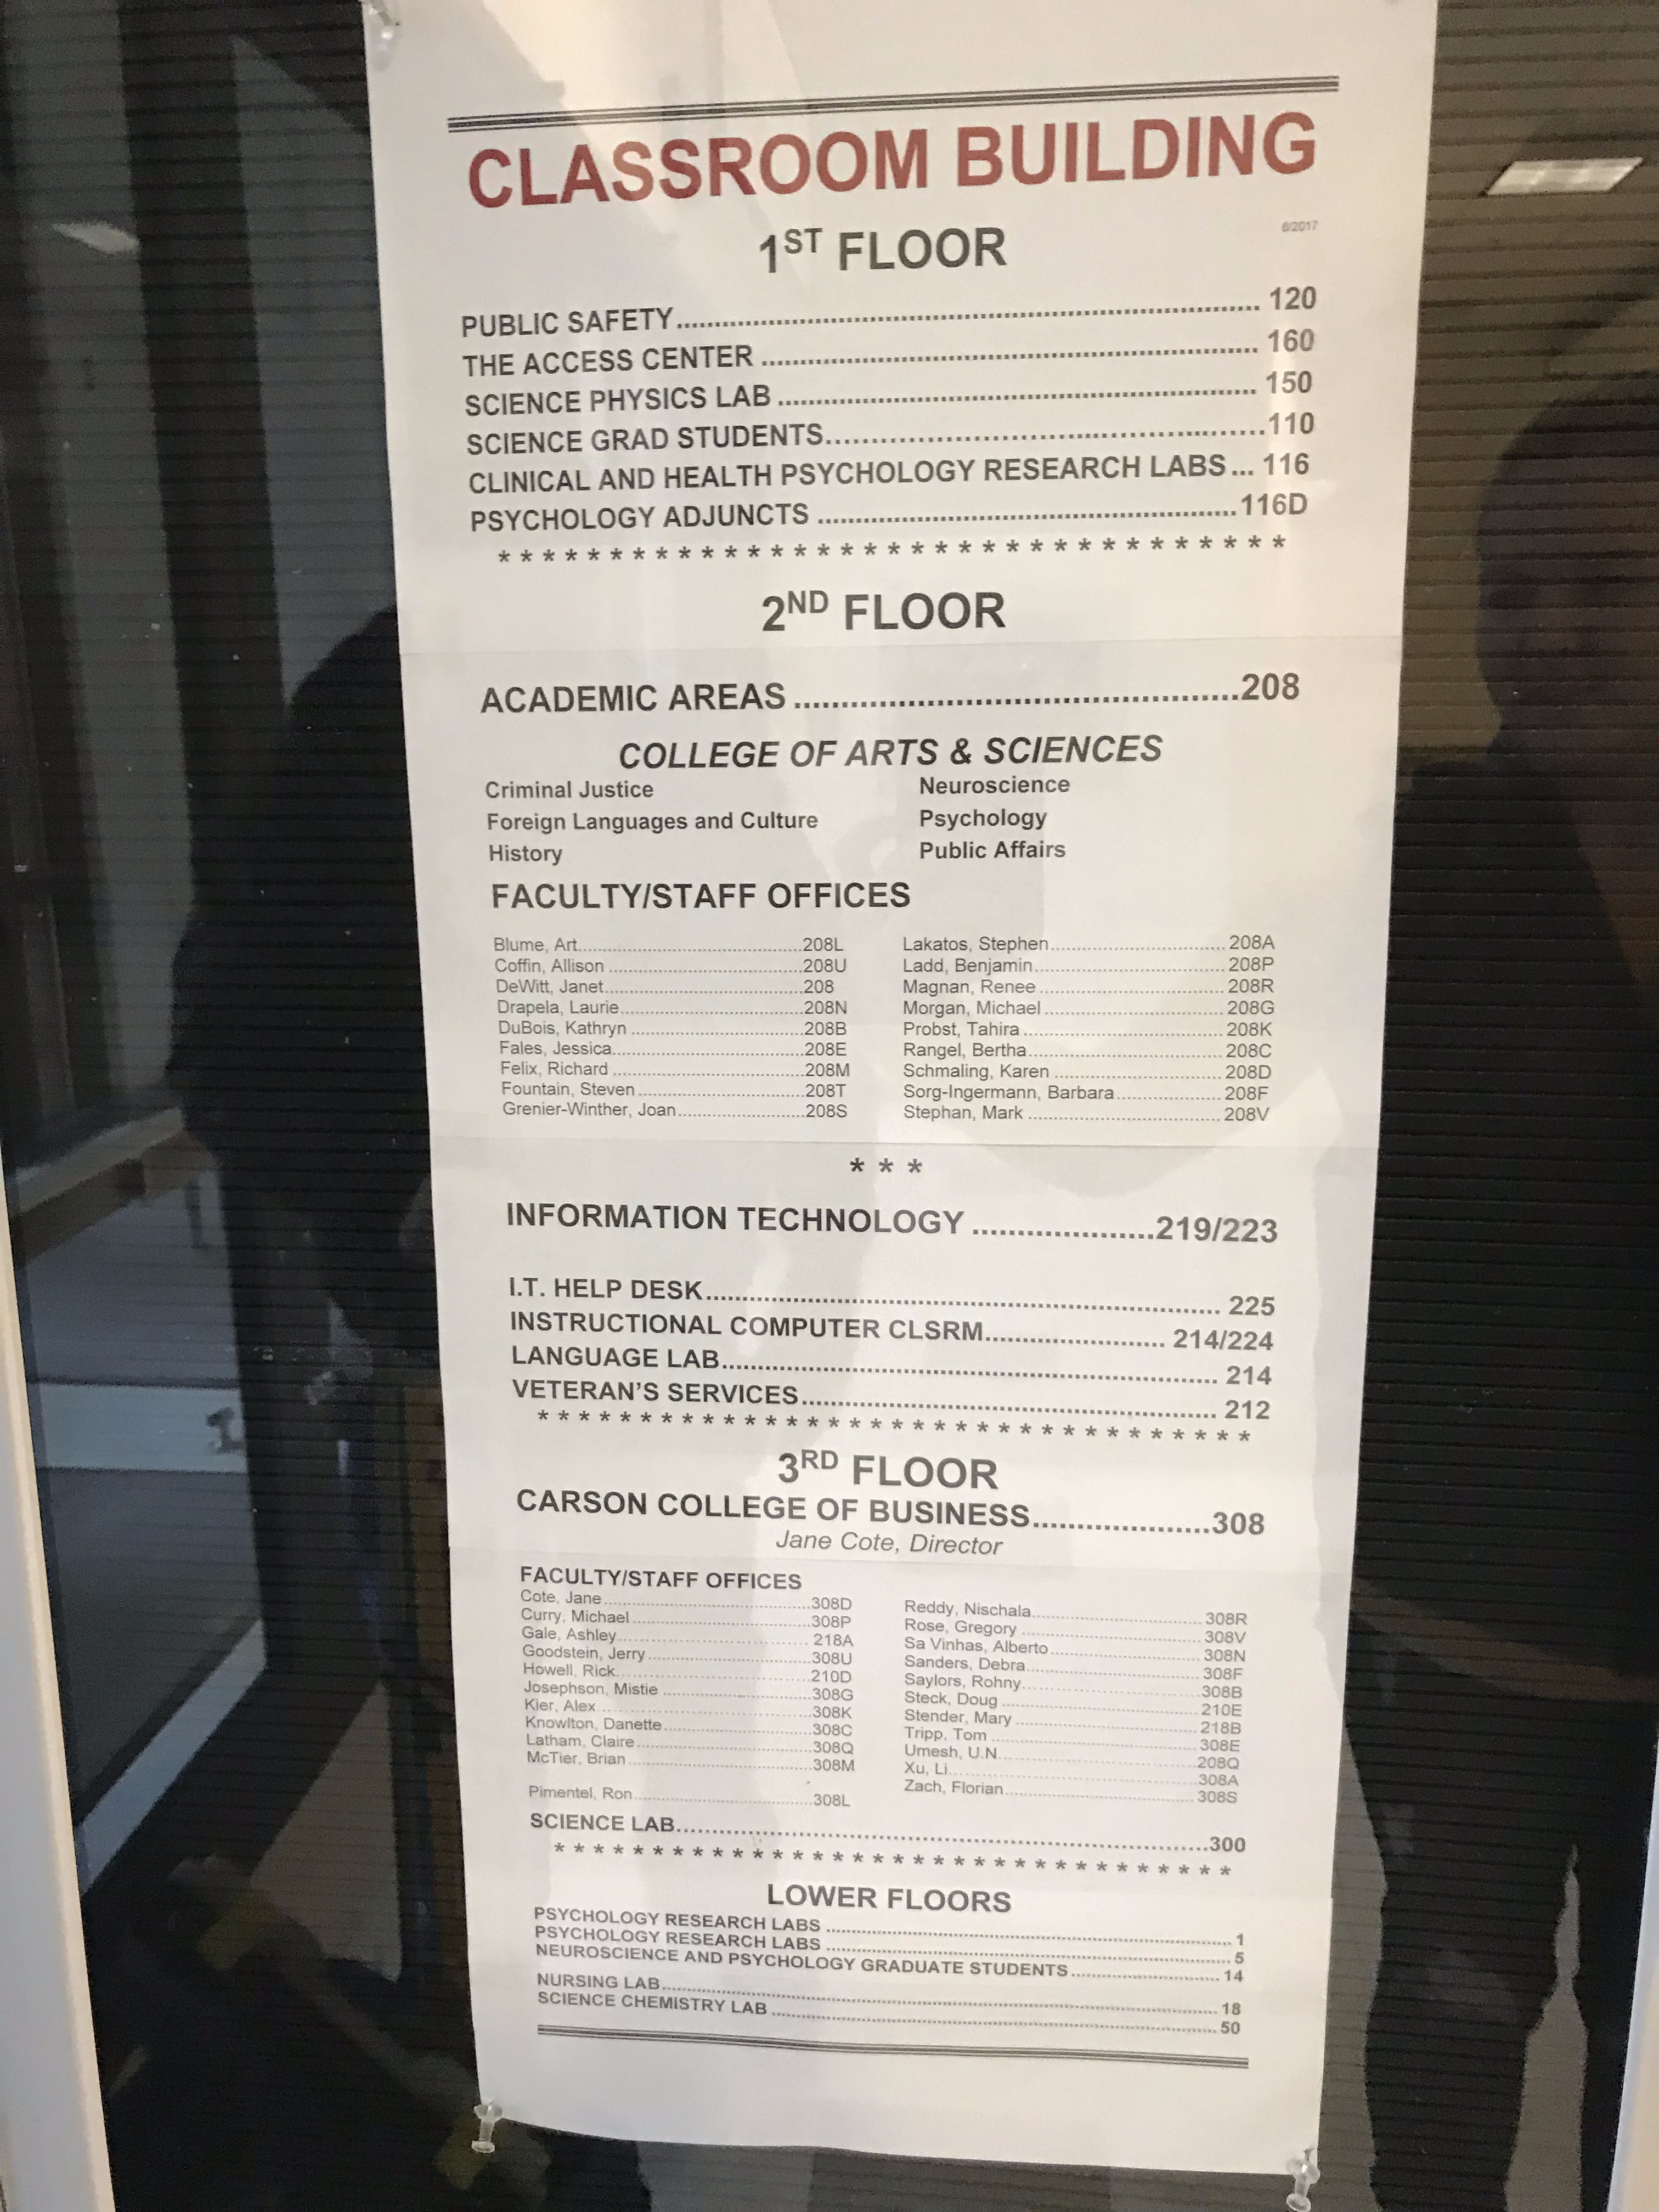 CLASSROOM BUILDING
6/2017
1ST FLOOR
PUBLIC SAFETY 120
THE ACCESS CENTER 160
SCIENCE PHYSICS LAB 150
SCIENCE GRAD STUDENTS 110
CLINICAL AND HEALTH PSYCHOLOGY RESEARCH LABS ... 116
PSYCHOLOGY ADJUNCTS 116D
2ND FLOOR
ACADEMIC AREAS 208
COLLEGE OF ARTS & SCIENCES
Criminal Justice
Foreign Languages and Culture
History
Neuroscience
Psychology
Public Affairs
FACULTY/STAFF OFFICES
Blume, Art 208L
Coffin, Allison 208U
DeWitt, Janet 208
Drapela, Laurie 208N
DuBois, Kathryn 208B
Fales, Jessica 208E
Felix, Richard 208M
Fountain, Steven 208T
Grenier-Winther, Joan 208S
Lakatos, Stephen 208A
Ladd, Benjamin 208P
Magnan, Renee 208R
Morgan, Michael 208G
Probst, Tahira 208K
Rangel, Bertha 208C
Schmaling, Karen 208D
Sorg-Ingermann, Barbara 208F
Stephan, Mark 208V
* * *
INFORMATION TECHNOLOGY 219/223
I.T. HELP DESK 225
INSTRUCTIONAL COMPUTER CLSRM 214/224
LANGUAGE LAB 214
VETERAN'S SERVICES 212
3RD FLOOR
CARSON COLLEGE OF BUSINESS 308
Jane Cote, Director
FACULTY/STAFF OFFICES
Cote, Jane 308D
Curry, Michael 308P
Gale, Ashley 218A
Goodstein, Jerry 308U
Howell, Rick 210D
Josephson, Mistie 308G
Kier, Alex 308K
Knowlton, Danette 308C
Latham, Claire 308Q
McTier, Brian 308M
Pimentel, Ron 308L
Reddy, Nischala 308R
Rose, Gregory 308V
Sa Vinhas, Alberto 308N
Sanders, Debra 308F
Saylors, Rohny 308B
Steck, Doug 210E
Stender, Mary 218B
Tripp, Tom 308E
Umesh, U.N. 208Q
Xu, Li 308A
Zach, Florian 308S
SCIENCE LAB 300
LOWER FLOORS
PSYCHOLOGY RESEARCH LABS 1
PSYCHOLOGY RESEARCH LABS 5
NEUROSCIENCE AND PSYCHOLOGY GRADUATE STUDENTS 14
NURSING LAB 18
SCIENCE CHEMISTRY LAB 50